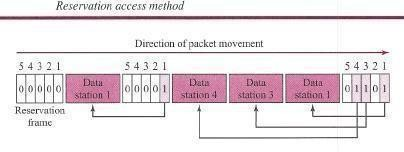 Reservation access method
Direction of packet movement
5 4 3 2 1 5 4 3 2 1 5 4 3 2 1
0 0 0 0 0 Data station 1 0 0 0 0 1 Data station 4 Data station 3 Data station 1 0 1 1 0 1
Reservation
frame